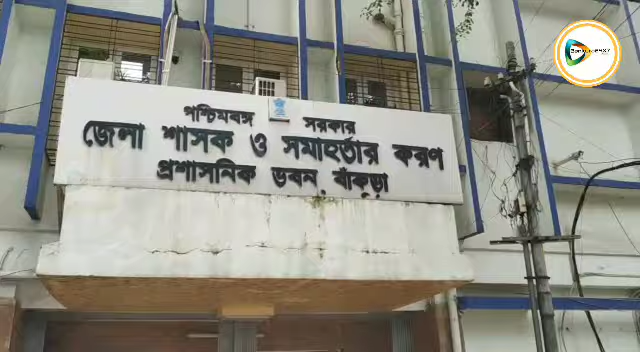 পশ্চিমবঙ্গ সরকার
জেলা শাসক ও সমাহর্তার করণ
প্রশাসনিক ভবন, বাঁকুড়া